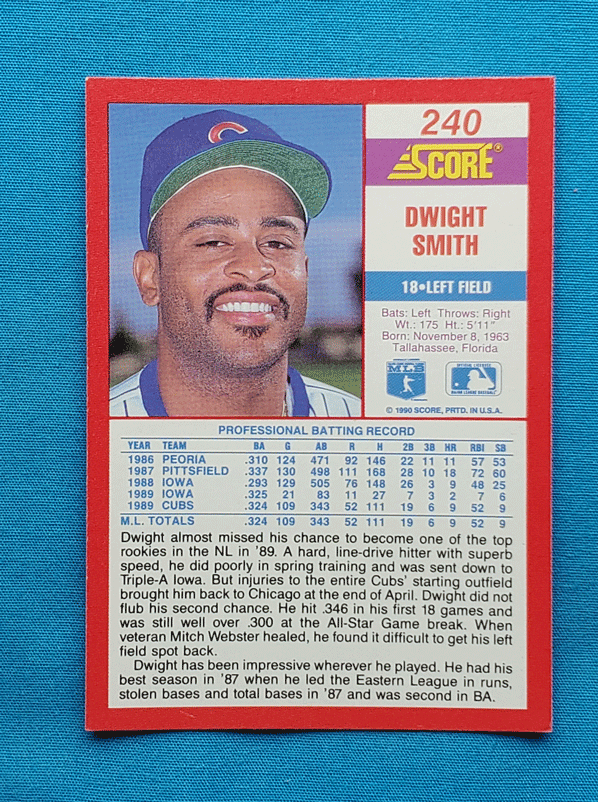 C
240
SCORE®
DWIGHT
SMITH
18•LEFT FIELD
Bats: Left Throws: Right
Wt.: 175 Ht.: 5'11"
Born: November 8, 1963
Tallahassee, Florida
MLB
© 1990 SCORE, PRTD. IN U.S.A.
PROFESSIONAL BATTING RECORD
YEAR TEAM BA G AB R H 2B 3B HR RBI SB
1986 PEORIA .310 124 471 92 146 22 11 11 57 53
1987 PITTSFIELD .337 130 498 111 168 28 10 18 72 60
1988 IOWA .293 129 505 76 148 26 3 9 48 25
1989 IOWA .325 21 83 11 27 7 3 2 7 6
1989 CUBS .324 109 343 52 111 19 6 9 52 9
M.L. TOTALS .324 109 343 52 111 19 6 9 52 9
Dwight almost missed his chance to become one of the top
rookies in the NL in '89. A hard, line-drive hitter with superb
speed, he did poorly in spring training and was sent down to
Triple-A Iowa. But injuries to the entire Cubs' starting outfield
brought him back to Chicago at the end of April. Dwight did not
flub his second chance. He hit .346 in his first 18 games and
was still well over .300 at the All-Star Game break. When
veteran Mitch Webster healed, he found it difficult to get his left
field spot back.
Dwight has been impressive wherever he played. He had his
best season in '87 when he led the Eastern League in runs,
stolen bases and total bases in '87 and was second in BA.